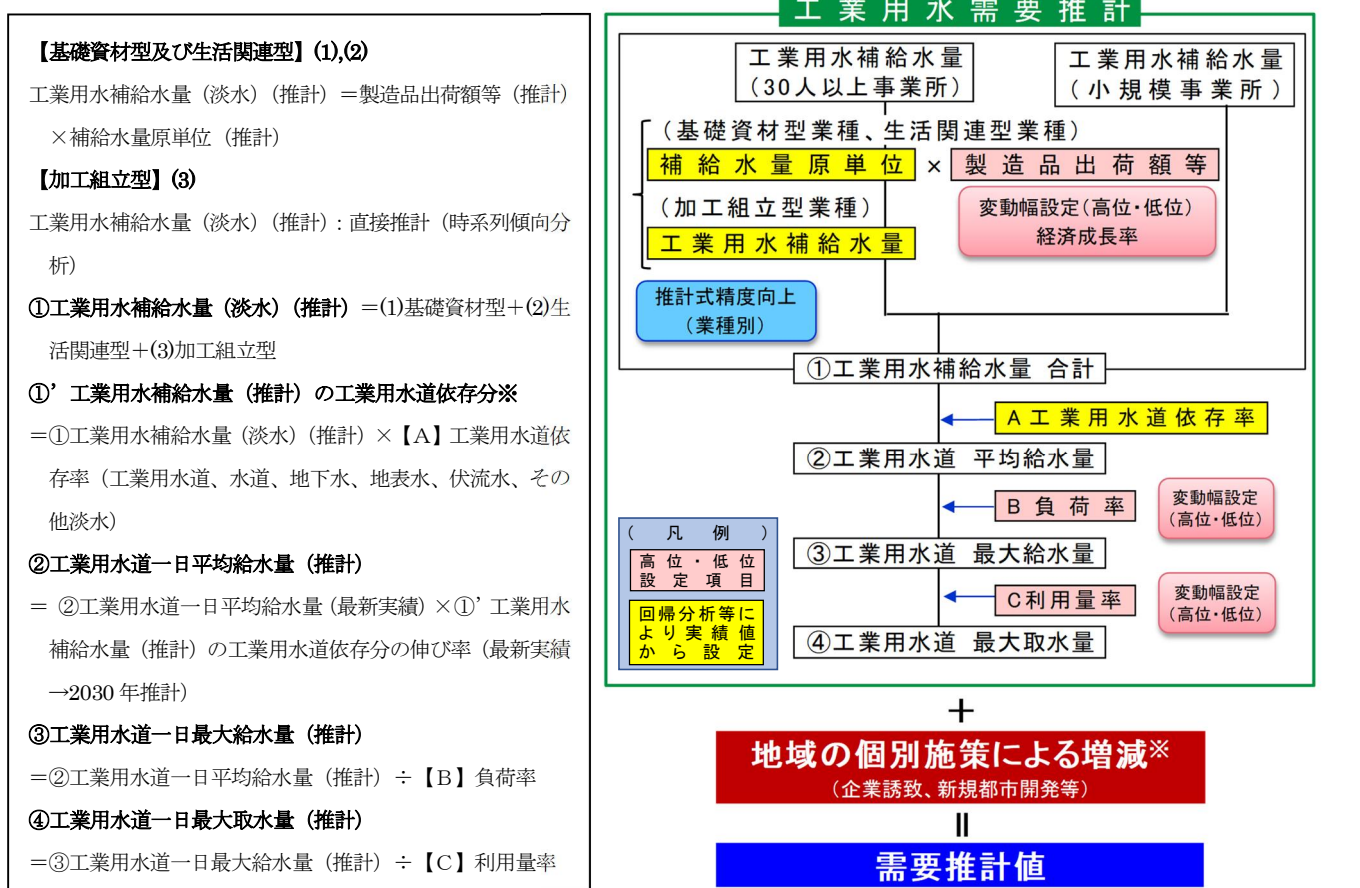 【基礎資材型及び生活関連型】(1),(2)
工業用水補給水量（淡水）（推計）＝製造品出荷額等（推計）
×補給水量原単位（推計）
【加工組立型】(3)
工業用水補給水量（淡水）（推計）：直接推計（時系列傾向分
析）
①工業用水補給水量（淡水）（推計）＝(1)基礎資材型＋(2)生
活関連型＋(3)加工組立型
①’工業用水補給水量（推計）の工業用水道依存分※
＝①工業用水補給水量（淡水）（推計）×【A】工業用水道依
存率（工業用水道、水道、地下水、地表水、伏流水、その
他淡水）
②工業用水道一日平均給水量（推計）
＝ ②工業用水道一日平均給水量（最新実績）×①’工業用水
補給水量（推計）の工業用水道依存分の伸び率（最新実績
→2030 年推計）
③工業用水道一日最大給水量（推計）
＝②工業用水道一日平均給水量（推計）÷【B】負荷率
④工業用水道一日最大取水量（推計）
＝③工業用水道一日最大給水量（推計）÷【C】利用量率
工業用水需要推計
工業用水補給水量
（30人以上事業所）
工業用水補給水量
（小規模事業所）
（基礎資材型業種、生活関連型業種）
補給水量原単位 × 製造品出荷額等
（加工組立型業種）
工業用水補給水量
変動幅設定（高位・低位）
経済成長率
推計式精度向上
（業種別）
①工業用水補給水量 合計
A工業用水道依存率
②工業用水道 平均給水量
B負荷率
変動幅設定
（高位・低位）
③工業用水道 最大給水量
C利用量率
変動幅設定
（高位・低位）
④工業用水道 最大取水量
（凡例）
高位・低位
設定項目
回帰分析等に
より実績値
から設定
＋
地域の個別施策による増減※
（企業誘致、新規都市開発等）
＝
需要推計値